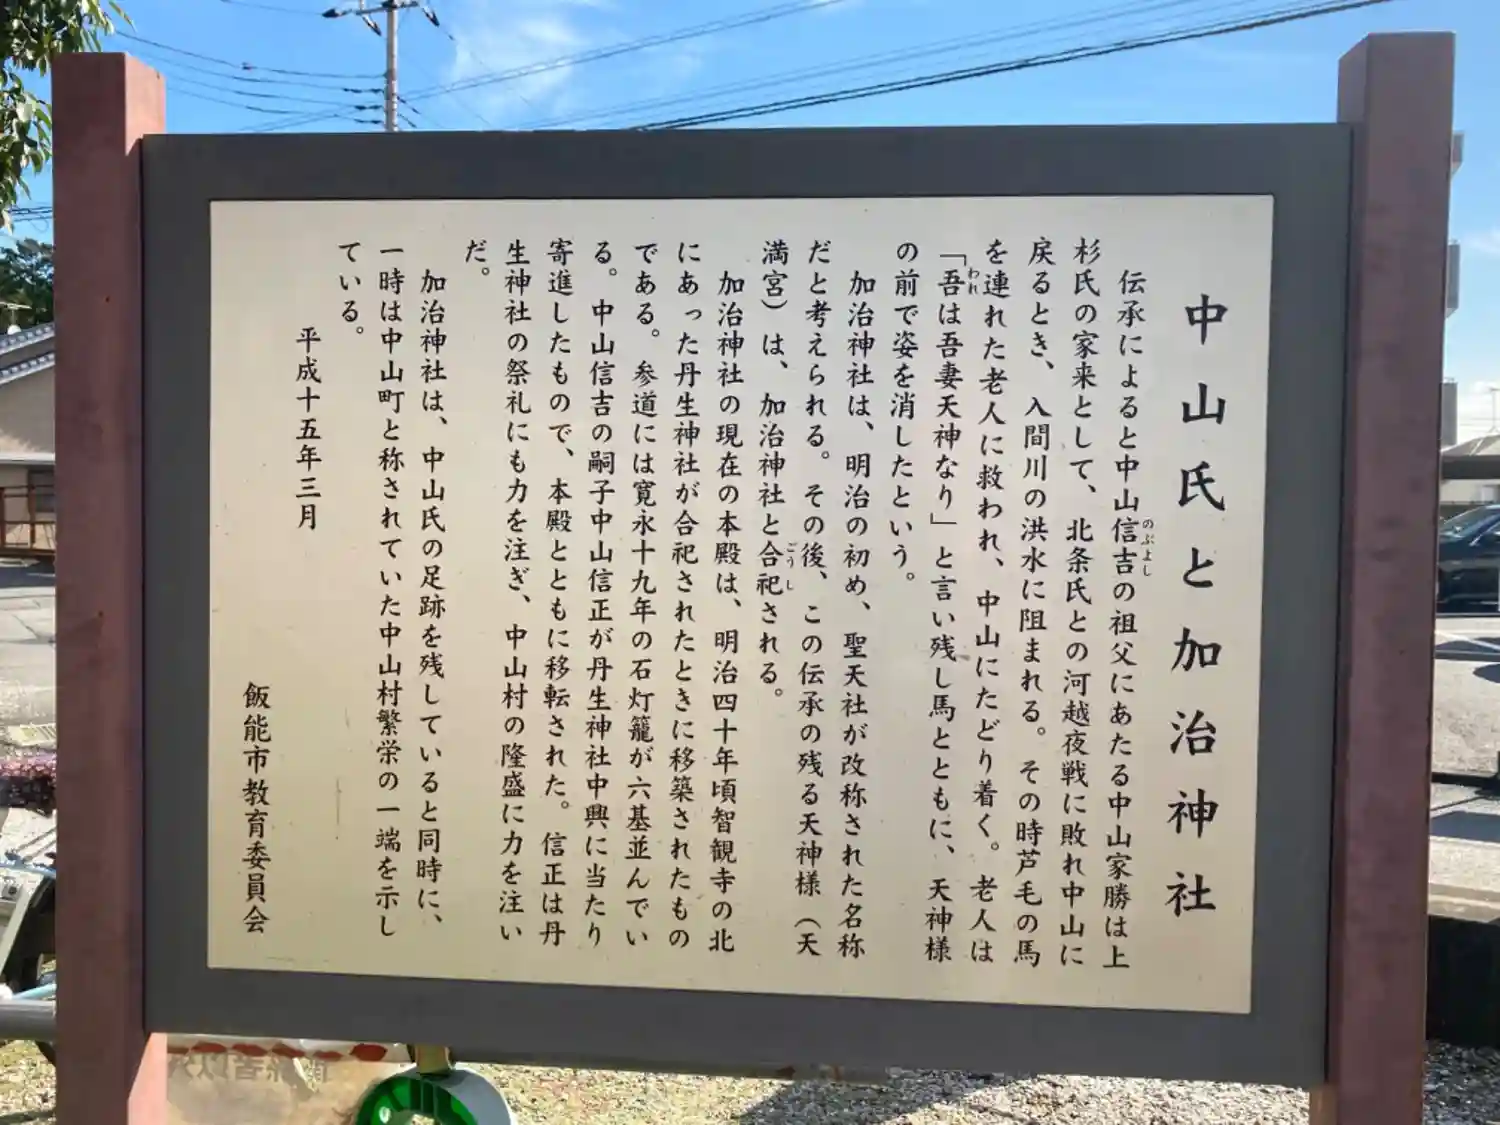 中山氏と加治神社
伝承によると中山信吉の祖父にあたる中山家勝は上
のぶよし
杉氏の家来として、北条氏との河越夜戦に敗れ中山に
戻るとき、入間川の洪水に阻まれる。その時芦毛の馬
を連れた老人に救われ、中山にたどり着く。老人は
「吾は吾妻天神なり」と言い残し馬とともに、天神様
われ
の前で姿を消したという。
加治神社は、明治の初め、聖天社が改称された名称
だと考えられる。その後、この伝承の残る天神様（天
満宮）は、加治神社と合祀される。
ごうし
加治神社の現在の本殿は、明治四十年頃智観寺の北
にあった丹生神社が合祀されたときに移築されたもの
である。参道には寛永十九年の石灯籠が六基並んでい
る。中山信吉の嗣子中山信正が丹生神社中興に当たり
寄進したもので、本殿とともに移転された。信正は丹
生神社の祭礼にも力を注ぎ、中山村の隆盛に力を注い
だ。
加治神社は、中山氏の足跡を残していると同時に、
一時は中山町と称されていた中山村繁栄の一端を示し
ている。
平成十五年三月
飯能市教育委員会